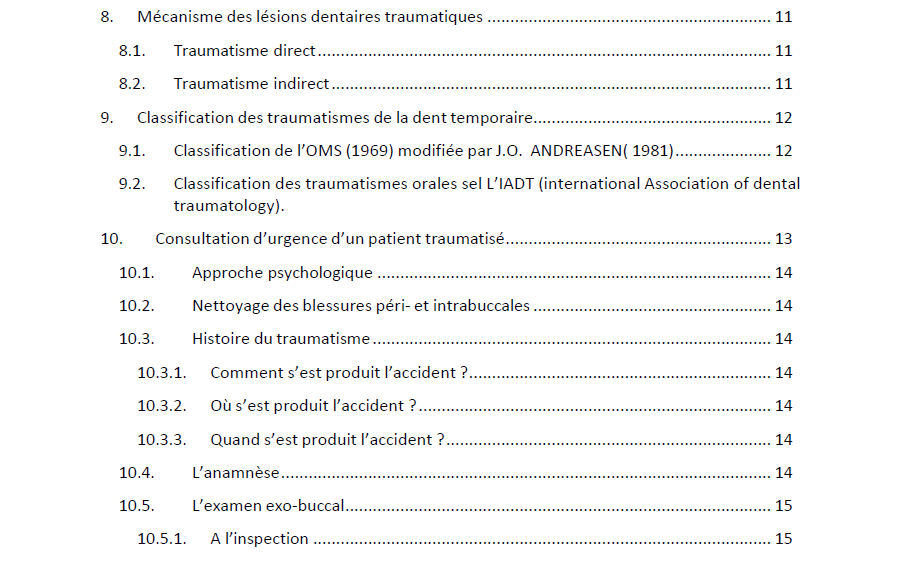 8. Mécanisme des lésions dentaires traumatiques ............................................................. 11
8.1. Traumatisme direct................................................................................................. 11
8.2. Traumatisme indirect.............................................................................................. 11
9. Classification des traumatismes de la dent temporaire................................................... 12
9.1. Classification de l’OMS (1969) modifiée par J.O. ANDREASEN( 1981).................... 12
9.2. Classification des traumatismes orales sel L’IADT (international Association of dental
traumatology).
10. Consultation d’urgence d’un patient traumatisé......................................................... 13
10.1. Approche psychologique .................................................................................... 14
10.2. Nettoyage des blessures péri- et intrabuccales ................................................... 14
10.3. Histoire du traumatisme ..................................................................................... 14
10.3.1. Comment s’est produit l’accident ?................................................................. 14
10.3.2. Où s’est produit l’accident ?............................................................................ 14
10.3.3. Quand s’est produit l’accident ?...................................................................... 14
10.4. L’anamnèse......................................................................................................... 14
10.5. L’examen exo-buccal........................................................................................... 15
10.5.1. A l’inspection .................................................................................................. 15